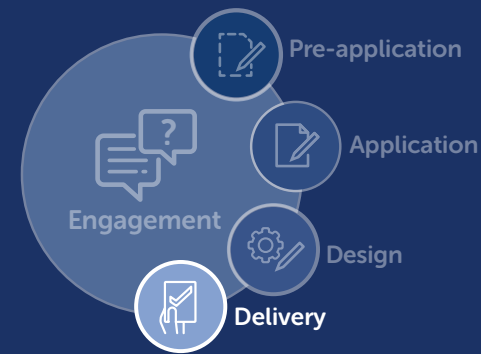 ?
Pre-application
Application
Engagement
Design
Delivery